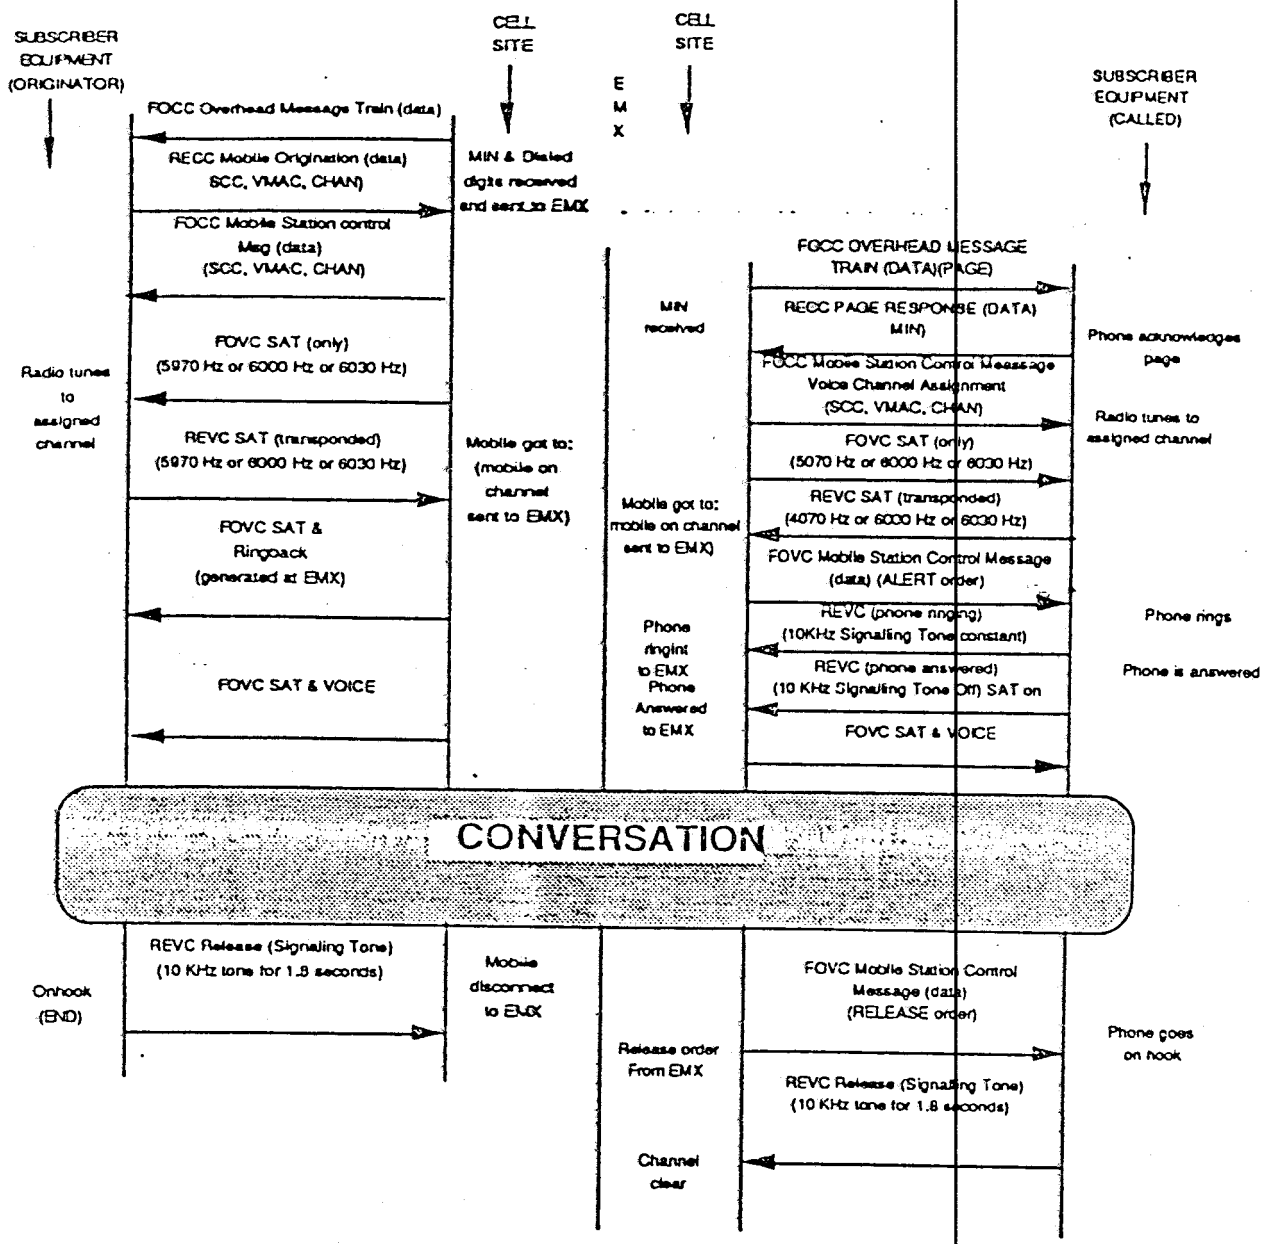 SUBSCRIBER
EQUIPMENT
(ORIGINATOR)
CELL
SITE
E
M
X
CELL
SITE
SUBSCRIBER
EQUIPMENT
(CALLED)
FOCC Overhead Message Train (data)
RECC Mobile Origination (data)
SCC, VMAC, CHAN)
MIN & Dialed
digits received
and sent to EMX
FOCC Mobile Station control
Msg (data)
(SCC, VMAC, CHAN)
FOVC SAT (only)
(5970 Hz or 6000 Hz or 6030 Hz)
Radio tunes
to
assigned
channel
REVC SAT (transponded)
(5970 Hz or 6000 Hz or 6030 Hz)
Mobile got to:
(mobile on
channel
sent to EMX)
FOVC SAT &
Ringback
(generated at EMX)
FOVC SAT & VOICE
FOCC OVERHEAD MESSAGE
TRAIN (DATA)(PAGE)
MIN
received
RECC PAGE RESPONSE (DATA)
MIN)
Phone acknowledges
page
FOCC Mobile Station Control Message
Voice Channel Assignment
(SCC, VMAC, CHAN)
Radio tunes to
assigned channel
FOVC SAT (only)
(5070 Hz or 6000 Hz or 6030 Hz)
Mobile got to:
mobile on channel
sent to EMX)
REVC SAT (transponded)
(4070 Hz or 6000 Hz or 6030 Hz)
FOVC Mobile Station Control Message
(data) (ALERT order)
Phone rings
Phone
ringint
to EMX
REVC (phone ringing)
(10KHz Signalling Tone constant)
Phone is answered
Phone
Answered
to EMX
REVC (phone answered)
(10 KHz Signalling Tone Off) SAT on
FOVC SAT & VOICE
CONVERSATION
REVC Release (Signaling Tone)
(10 KHz tone for 1.8 seconds)
Onhook
(END)
Mobile
disconnect
to EMX
FOVC Mobile Station Control
Message (data)
(RELEASE order)
Phone goes
on hook
Release order
From EMX
REVC Release (Signalling Tone)
(10 KHz tone for 1.8 seconds)
Channel
clear